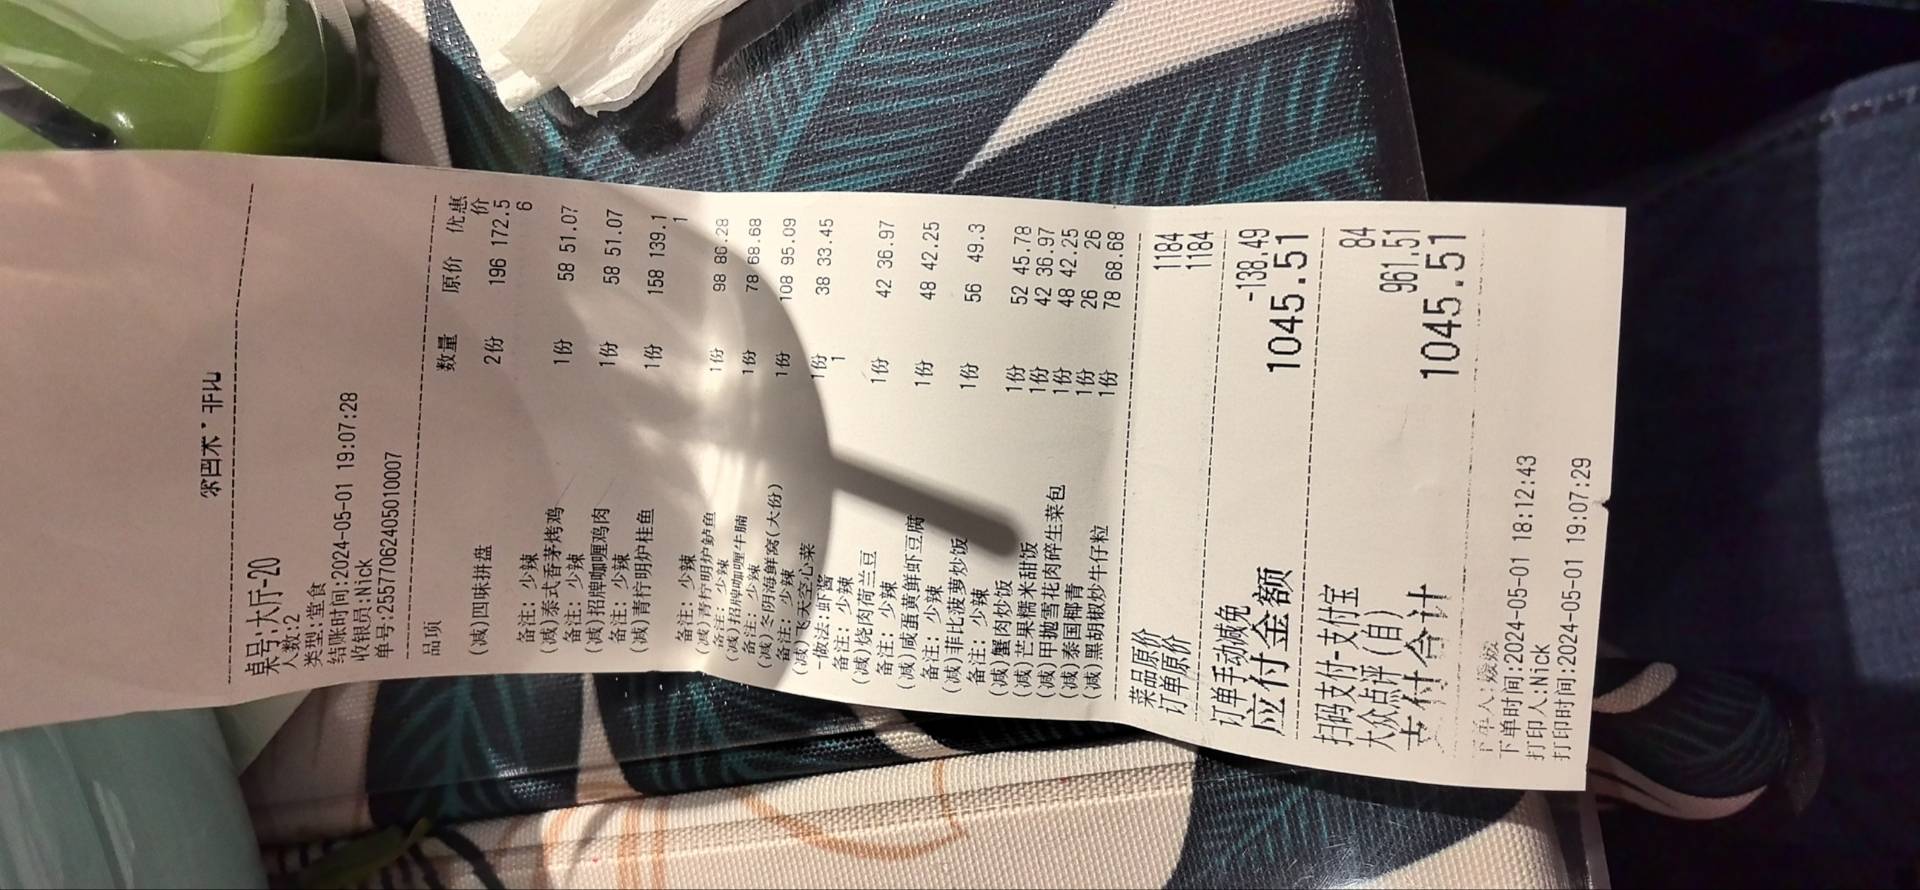 桌号:大厅-20
人数:2
类型:堂食
结账时间:2024-05-01 19:07:28
收银员:Nick
单号:25577062405010007
品项 数量 原价 优惠价
(减)四味拼盘 2份 196 172.56
备注: 少辣
(减)泰式香茅烤鸡 1份 58 51.07
备注: 少辣
(减)招牌咖喱鸡肉 1份 58 51.07
备注: 少辣
(减)青柠明炉桂鱼 1份 158 139.11
备注: 少辣
(减)青柠明炉鲈鱼 1份 98 86.28
备注: 少辣
(减)招牌咖喱牛腩 1份 78 68.68
备注: 少辣
(减)冬阴海鲜窝(大份) 1份 108 95.09
备注: 少辣
(减)飞天空心菜 1份 38 33.45
-做法: 虾酱 1
备注: 少辣
(减)烧肉荷兰豆 1份 42 36.97
备注: 少辣
(减)咸蛋黄鲜虾豆腐 1份 48 42.25
备注: 少辣
(减)菲比菠萝炒饭 1份 56 49.3
备注: 少辣
(减)蟹肉炒饭 1份 52 45.78
(减)芒果糯米甜饭 1份 42 36.97
(减)甲抛雪花肉碎生菜包 1份 48 42.25
(减)泰国椰青 1份 26 26
(减)黑胡椒炒牛仔粒 1份 78 68.68
菜品原价 1184
订单原价 1184
订单手动减免 -138.49
应付金额 1045.51
扫码支付-支付宝 84
大众点评(自) 961.51
支付合计 1045.51
下单时间:2024-05-01 18:12:43
打印人:Nick
打印时间:2024-05-01 19:07:29